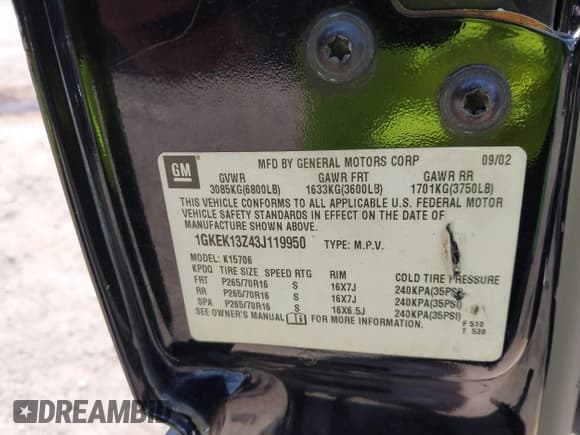 GM
MFD BY GENERAL MOTORS CORP 09/02
GVWR GAWR FRT GAWR RR
3085KG(6800LB) 1633KG(3600LB) 1701KG(3750LB)
THIS VEHICLE CONFORMS TO ALL APPLICABLE U.S. FEDERAL MOTOR
VEHICLE SAFETY STANDARDS IN EFFECT ON THE DATE OF
MANUFACTURE SHOWN ABOVE.
1GKEK13Z43J119950 TYPE: M.P.V.
MODEL: K15706
KPDQ TIRE SIZE SPEED RTG RIM COLD TIRE PRESSURE
FRT P265/70R16 S 16X7J 240KPA(35PSI)
RR P265/70R16 S 16X7J 240KPA(35PSI)
SPA P265/70R16 S 16X6.5J 240KPA(35PSI)
SEE OWNER'S MANUAL FOR MORE INFORMATION.
F 510
T 538
DREAMBID